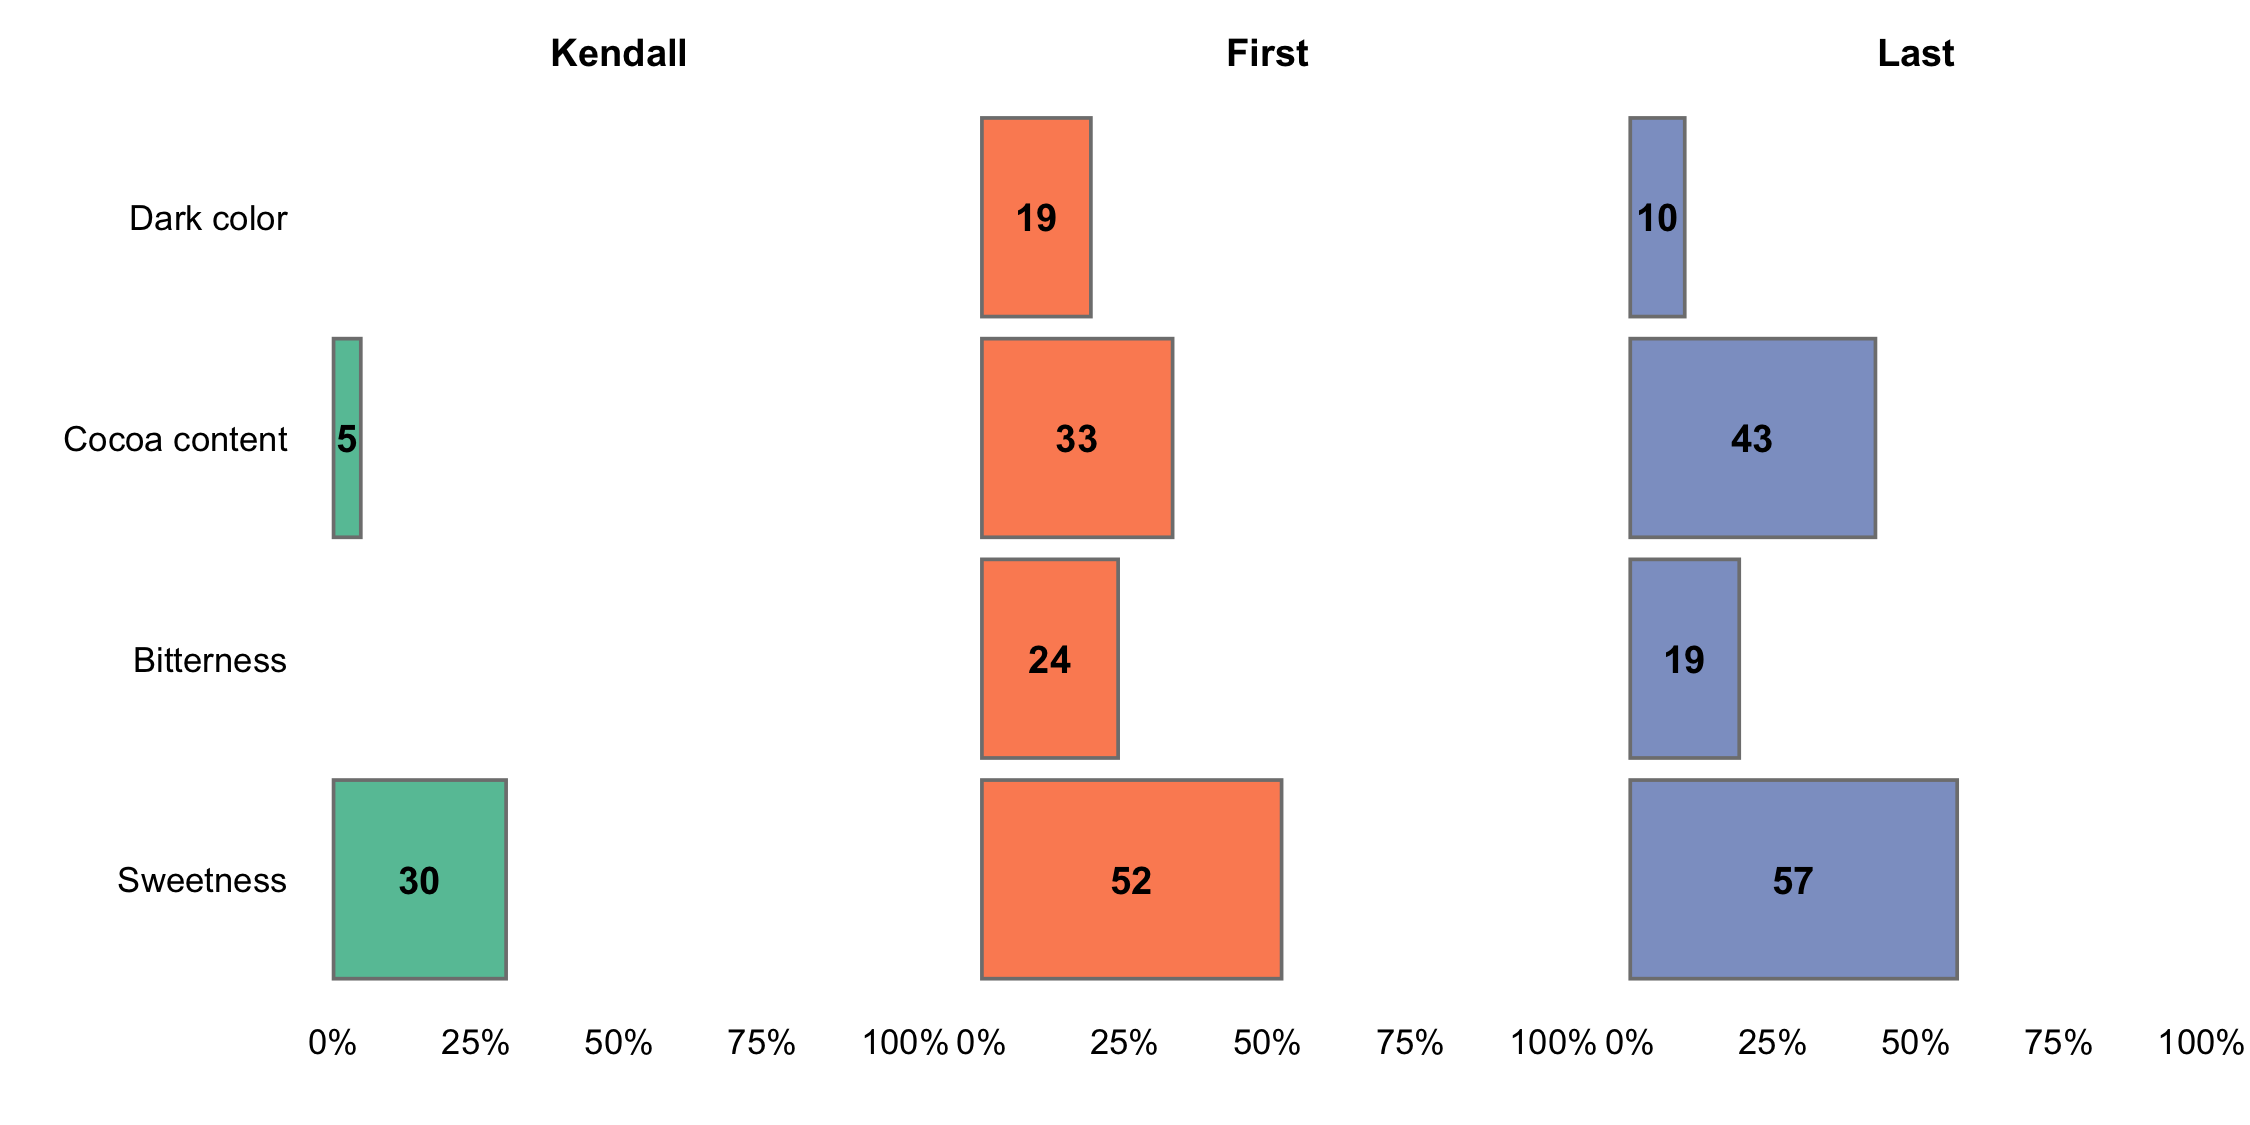 Kendall First Last
Dark color 19 10
Cocoa content 5 33 43
Bitterness 24 19
Sweetness 30 52 57
0% 25% 50% 75% 100% 0% 25% 50% 75% 100% 0% 25% 50% 75% 100%